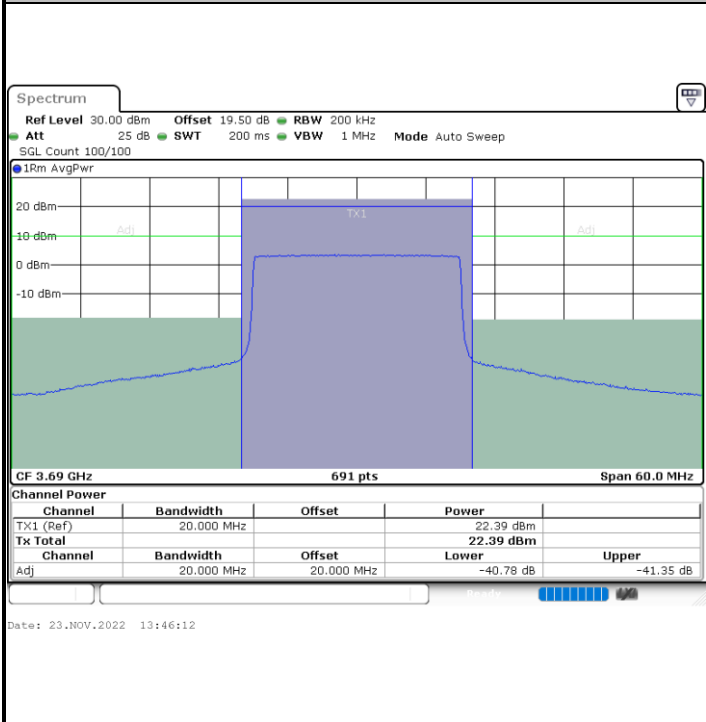 Spectrum
Ref Level 30.00 dBm Offset 19.50 dB RBW 200 kHz
Att 25 dB SWT 200 ms VBW 1 MHz Mode Auto Sweep
SGL Count 100/100
1Rm AvgPwr
20 dBm
TX1
Adj
Adj
10 dBm
0 dBm
-10 dBm
CF 3.69 GHz 691 pts Span 60.0 MHz
Channel Power
Channel Bandwidth Offset Power
TX1 (Ref) 20.000 MHz 22.39 dBm
Tx Total 22.39 dBm
Channel Bandwidth Offset Lower Upper
Adj 20.000 MHz 20.000 MHz -40.78 dB -41.35 dB
Ready
Date: 23.NOV.2022 13:46:12